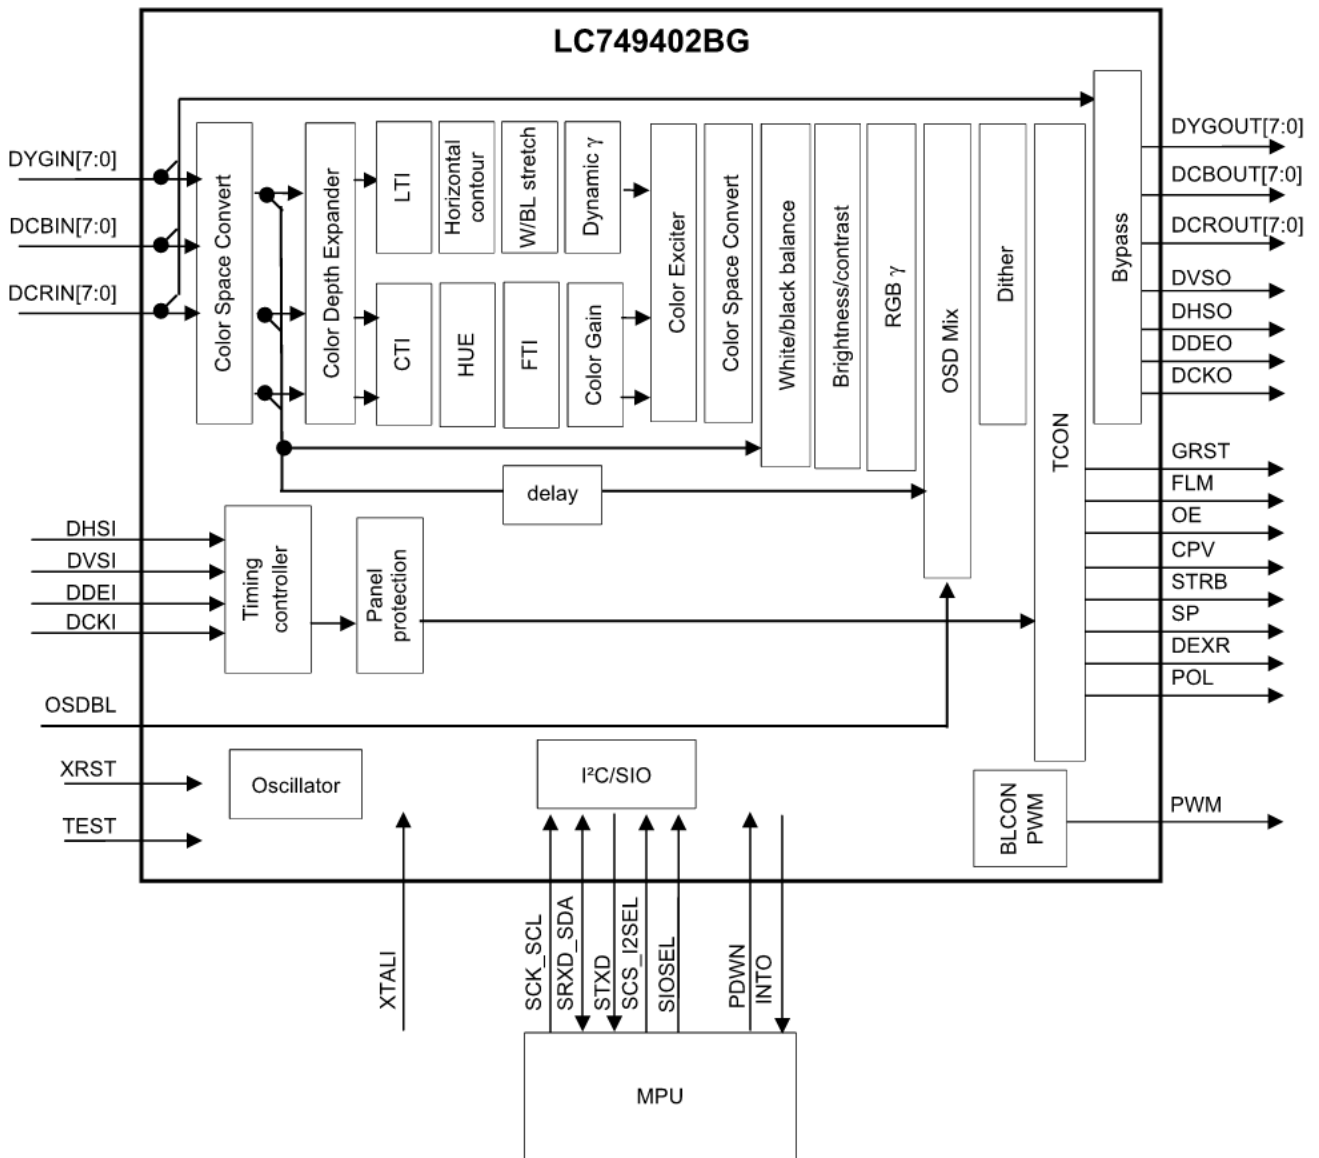 LC749402BG
DYGIN[7:0]
DCBIN[7:0]
DCRIN[7:0]
Color Space Convert
Color Depth Expander
LTI
Horizontal
contour
W/BL stretch
Dynamic γ
CTI
HUE
FTI
Color Gain
Color Exciter
Color Space Convert
White/black balance
Brightness/contrast
RGB γ
OSD Mix
Dither
TCON
Bypass
DYGOUT[7:0]
DCBOUT[7:0]
DCROUT[7:0]
DVSO
DHSO
DDEO
DCKO
GRST
FLM
OE
CPV
STRB
SP
DEXR
POL
delay
DHSI
DVSI
DDEI
DCKI
Timing
controller
Panel
protection
OSDBL
XRST
TEST
Oscillator
I²C/SIO
BLCON
PWM
PWM
XTALI
SCK_SCL
SRXD_SDA
STXD
SCS_I2SEL
SIOSEL
PDWN
INTO
MPU